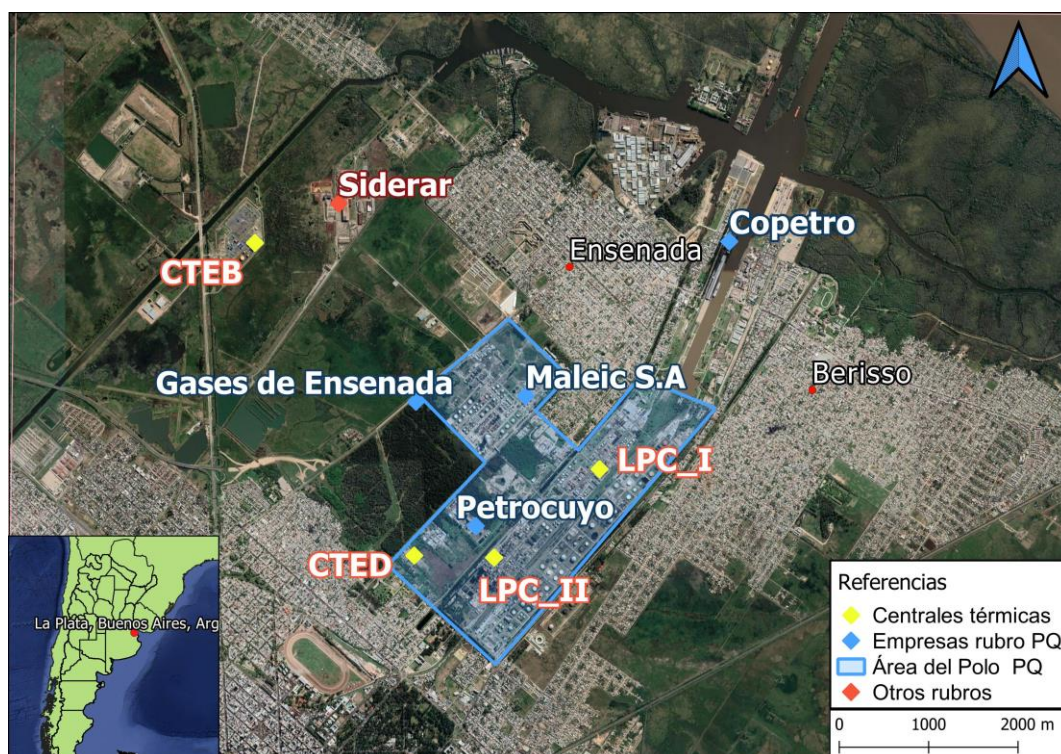 Siderar
Copetro
Ensenada
CTEB
Berisso
Gases de Ensenada
Maleic S.A
LPC_I
Petrocuyo
CTED
LPC_II
La Plata, Buenos Aires, Arg
Referencias
Centrales térmicas
Empresas rubro PQ
Área del Polo PQ
Otros rubros
0 1000 2000 m